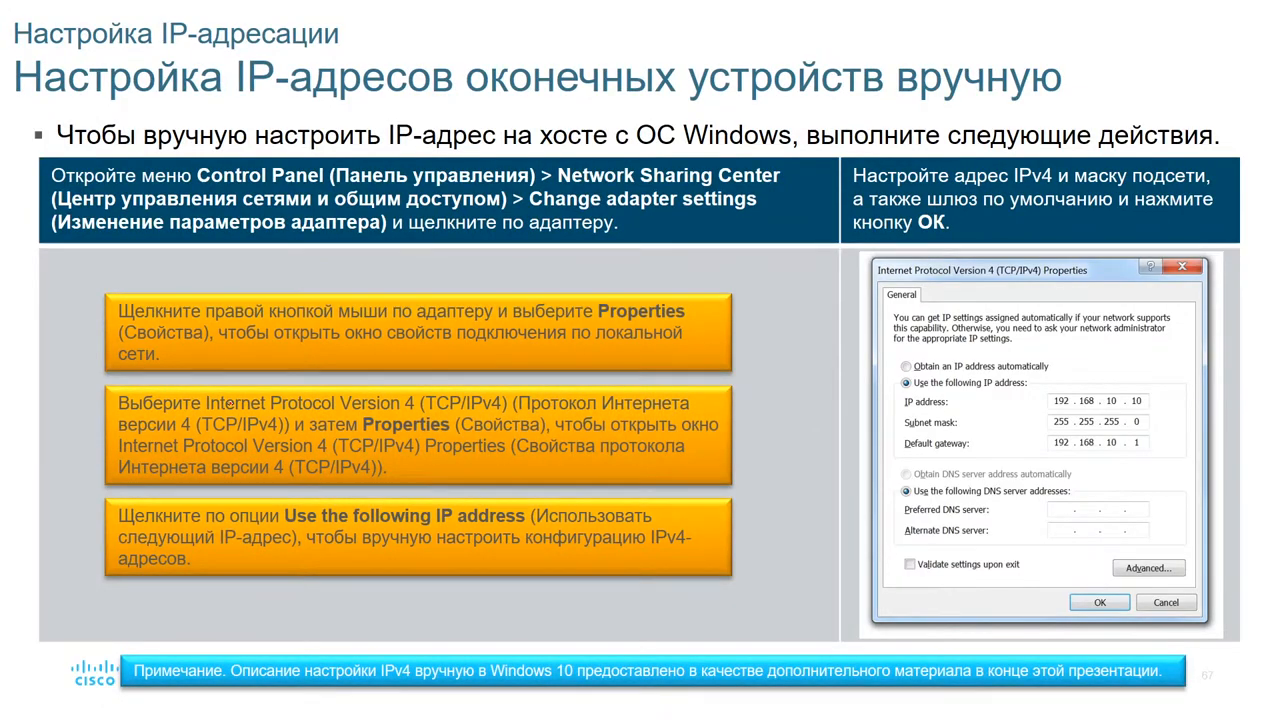 Настройка IP-адресации
Настройка IP-адресов оконечных устройств вручную
▪ Чтобы вручную настроить IP-адрес на хосте с ОС Windows, выполните следующие действия.
Откройте меню Control Panel (Панель управления) > Network Sharing Center
(Центр управления сетями и общим доступом) > Change adapter settings
(Изменение параметров адаптера) и щелкните по адаптеру.
Настройте адрес IPv4 и маску подсети,
а также шлюз по умолчанию и нажмите
кнопку ОК.
Щелкните правой кнопкой мыши по адаптеру и выберите Properties
(Свойства), чтобы открыть окно свойств подключения по локальной
сети.
Выберите Internet Protocol Version 4 (TCP/IPv4) (Протокол Интернета
версии 4 (TCP/IPv4)) и затем Properties (Свойства), чтобы открыть окно
Internet Protocol Version 4 (TCP/IPv4) Properties (Свойства протокола
Интернета версии 4 (TCP/IPv4)).
Щелкните по опции Use the following IP address (Использовать
следующий IP-адрес), чтобы вручную настроить конфигурацию IPv4-
адресов.
Internet Protocol Version 4 (TCP/IPv4) Properties
General
You can get IP settings assigned automatically if your network supports
this capability. Otherwise, you need to ask your network administrator
for the appropriate IP settings.
Obtain an IP address automatically
Use the following IP address:
IP address: 192 . 168 . 10 . 10
Subnet mask: 255 . 255 . 255 . 0
Default gateway: 192 . 168 . 10 . 1
Obtain DNS server address automatically
Use the following DNS server addresses:
Preferred DNS server: . . .
Alternate DNS server: . . .
Validate settings upon exit
Advanced...
OK Cancel
CISCO
Примечание. Описание настройки IPv4 вручную в Windows 10 предоставлено в качестве дополнительного материала в конце этой презентации.
67